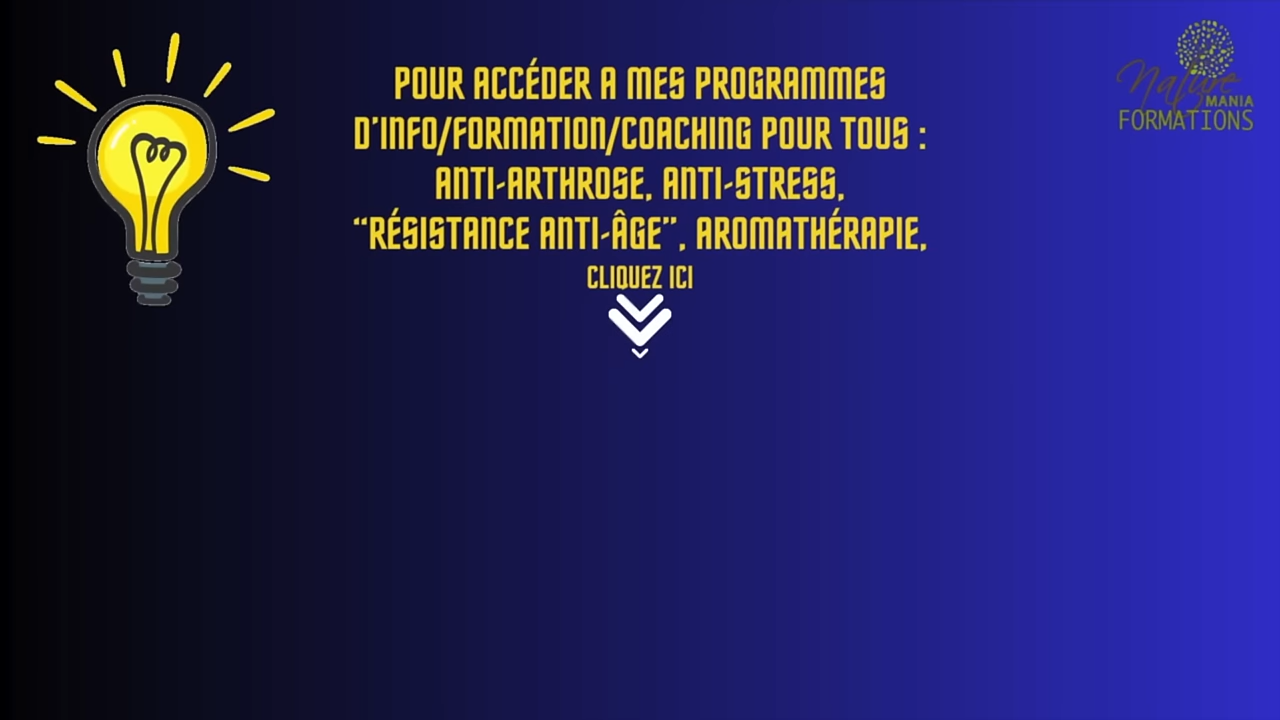 POUR ACCÉDER A MES PROGRAMMES
D'INFO/FORMATION/COACHING POUR TOUS :
ANTI-ARTHROSE, ANTI-STRESS,
“RÉSISTANCE ANTI-ÂGE”, AROMATHÉRAPIE,
CLIQUEZ ICI
Nature
MANIA
FORMATIONS